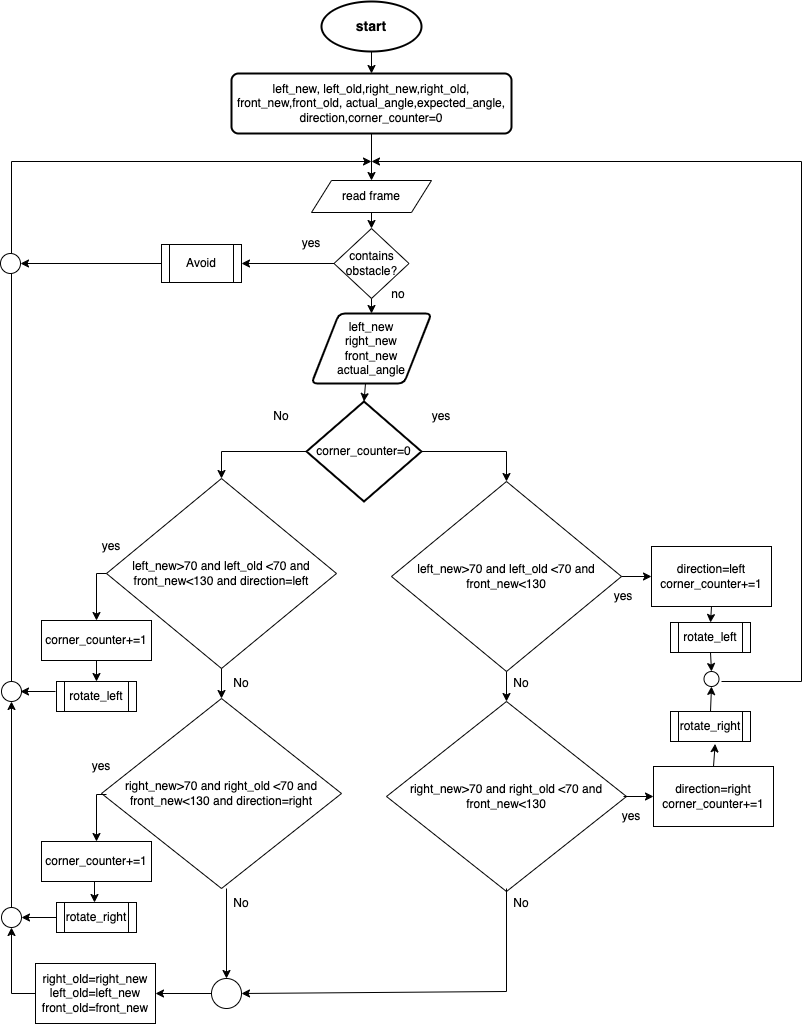 start
left_new, left_old,right_new,right_old,
front_new,front_old, actual_angle,expected_angle,
direction,corner_counter=0
read frame
yes
Avoid
contains
obstacle?
no
left_new
right_new
front_new
actual_angle
No
yes
corner_counter=0
yes
left_new>70 and left_old <70 and
front_new<130 and direction=left
left_new>70 and left_old <70 and
front_new<130
yes
direction=left
corner_counter+=1
corner_counter+=1
rotate_left
rotate_left
No
No
rotate_right
yes
right_new>70 and right_old <70 and
front_new<130 and direction=right
right_new>70 and right_old <70 and
front_new<130
yes
direction=right
corner_counter+=1
corner_counter+=1
rotate_right
No
No
right_old=right_new
left_old=left_new
front_old=front_new